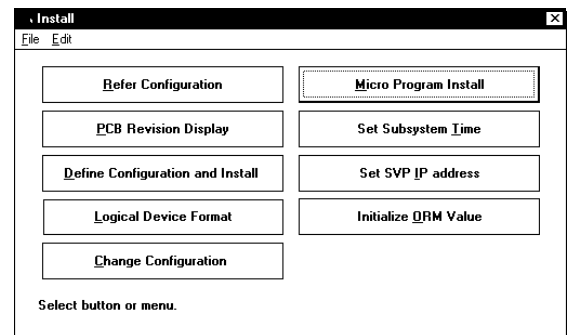 Install
File Edit
Refer Configuration
Micro Program Install
PCB Revision Display
Set Subsystem Time
Define Configuration and Install
Set SVP IP address
Logical Device Format
Initialize ORM Value
Change Configuration
Select button or menu.